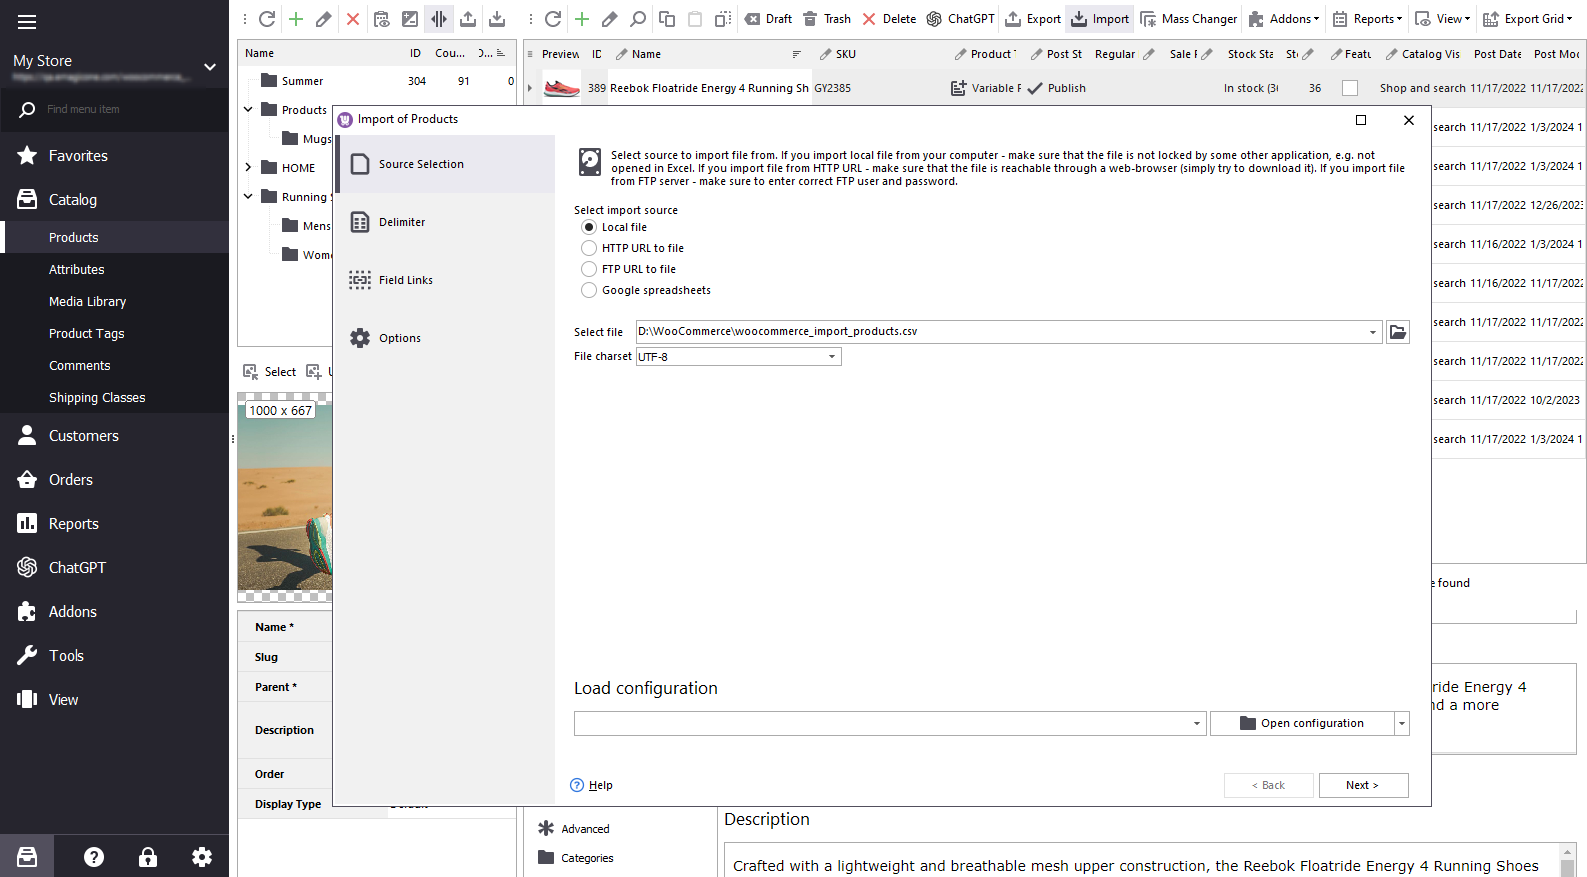 My Store
Find menu item
Favorites
Catalog
Products
Attributes
Media Library
Product Tags
Comments
Shipping Classes
Customers
Orders
Reports
ChatGPT
Addons
Tools
View
Draft
Trash
Delete
ChatGPT
Export
Import
Mass Changer
Addons
Reports
View
Export Grid
Name ID Cou... D...
Summer 304 91 0
Products
Mugs
HOME
Running
Mens
Wome
Select
1000 x 667
Name *
Slug
Parent *
Description
Order
Display Type
Preview ID Name SKU Product T Post St Regular Sale F Stock Sta Sto Featu Catalog Vis Post Date Post Mod
389 Reebok Floatride Energy 4 Running Sh GY2385 Variable F Publish In stock (36 36 Shop and search 11/17/2022 11/17/2022
search 11/17/2022 1/3/2024 1
search 11/17/2022 1/3/2024 1
search 11/17/2022 12/26/2023
search 11/16/2022 1/3/2024 1
search 11/16/2022 11/17/2022
search 11/17/2022 1/3/2024 1
search 11/17/2022 11/17/2022
search 11/17/2022 10/2/2023
search 11/17/2022 1/3/2024 1
Import of Products
Source Selection
Delimiter
Field Links
Options
Select source to import file from. If you import local file from your computer - make sure that the file is not locked by some other application, e.g. not
opened in Excel. If you import file from HTTP URL - make sure that the file is reachable through a web-browser (simply try to download it). If you import file
from FTP server - make sure to enter correct FTP user and password.
Select import source
Local file
HTTP URL to file
FTP URL to file
Google spreadsheets
Select file D:\WooCommerce\woocommerce_import_products.csv
File charset UTF-8
Load configuration
Open configuration
Help
< Back
Next >
e found
ride Energy 4
nd a more
Advanced
Categories
Description
Crafted with a lightweight and breathable mesh upper construction, the Reebok Floatride Energy 4 Running Shoes